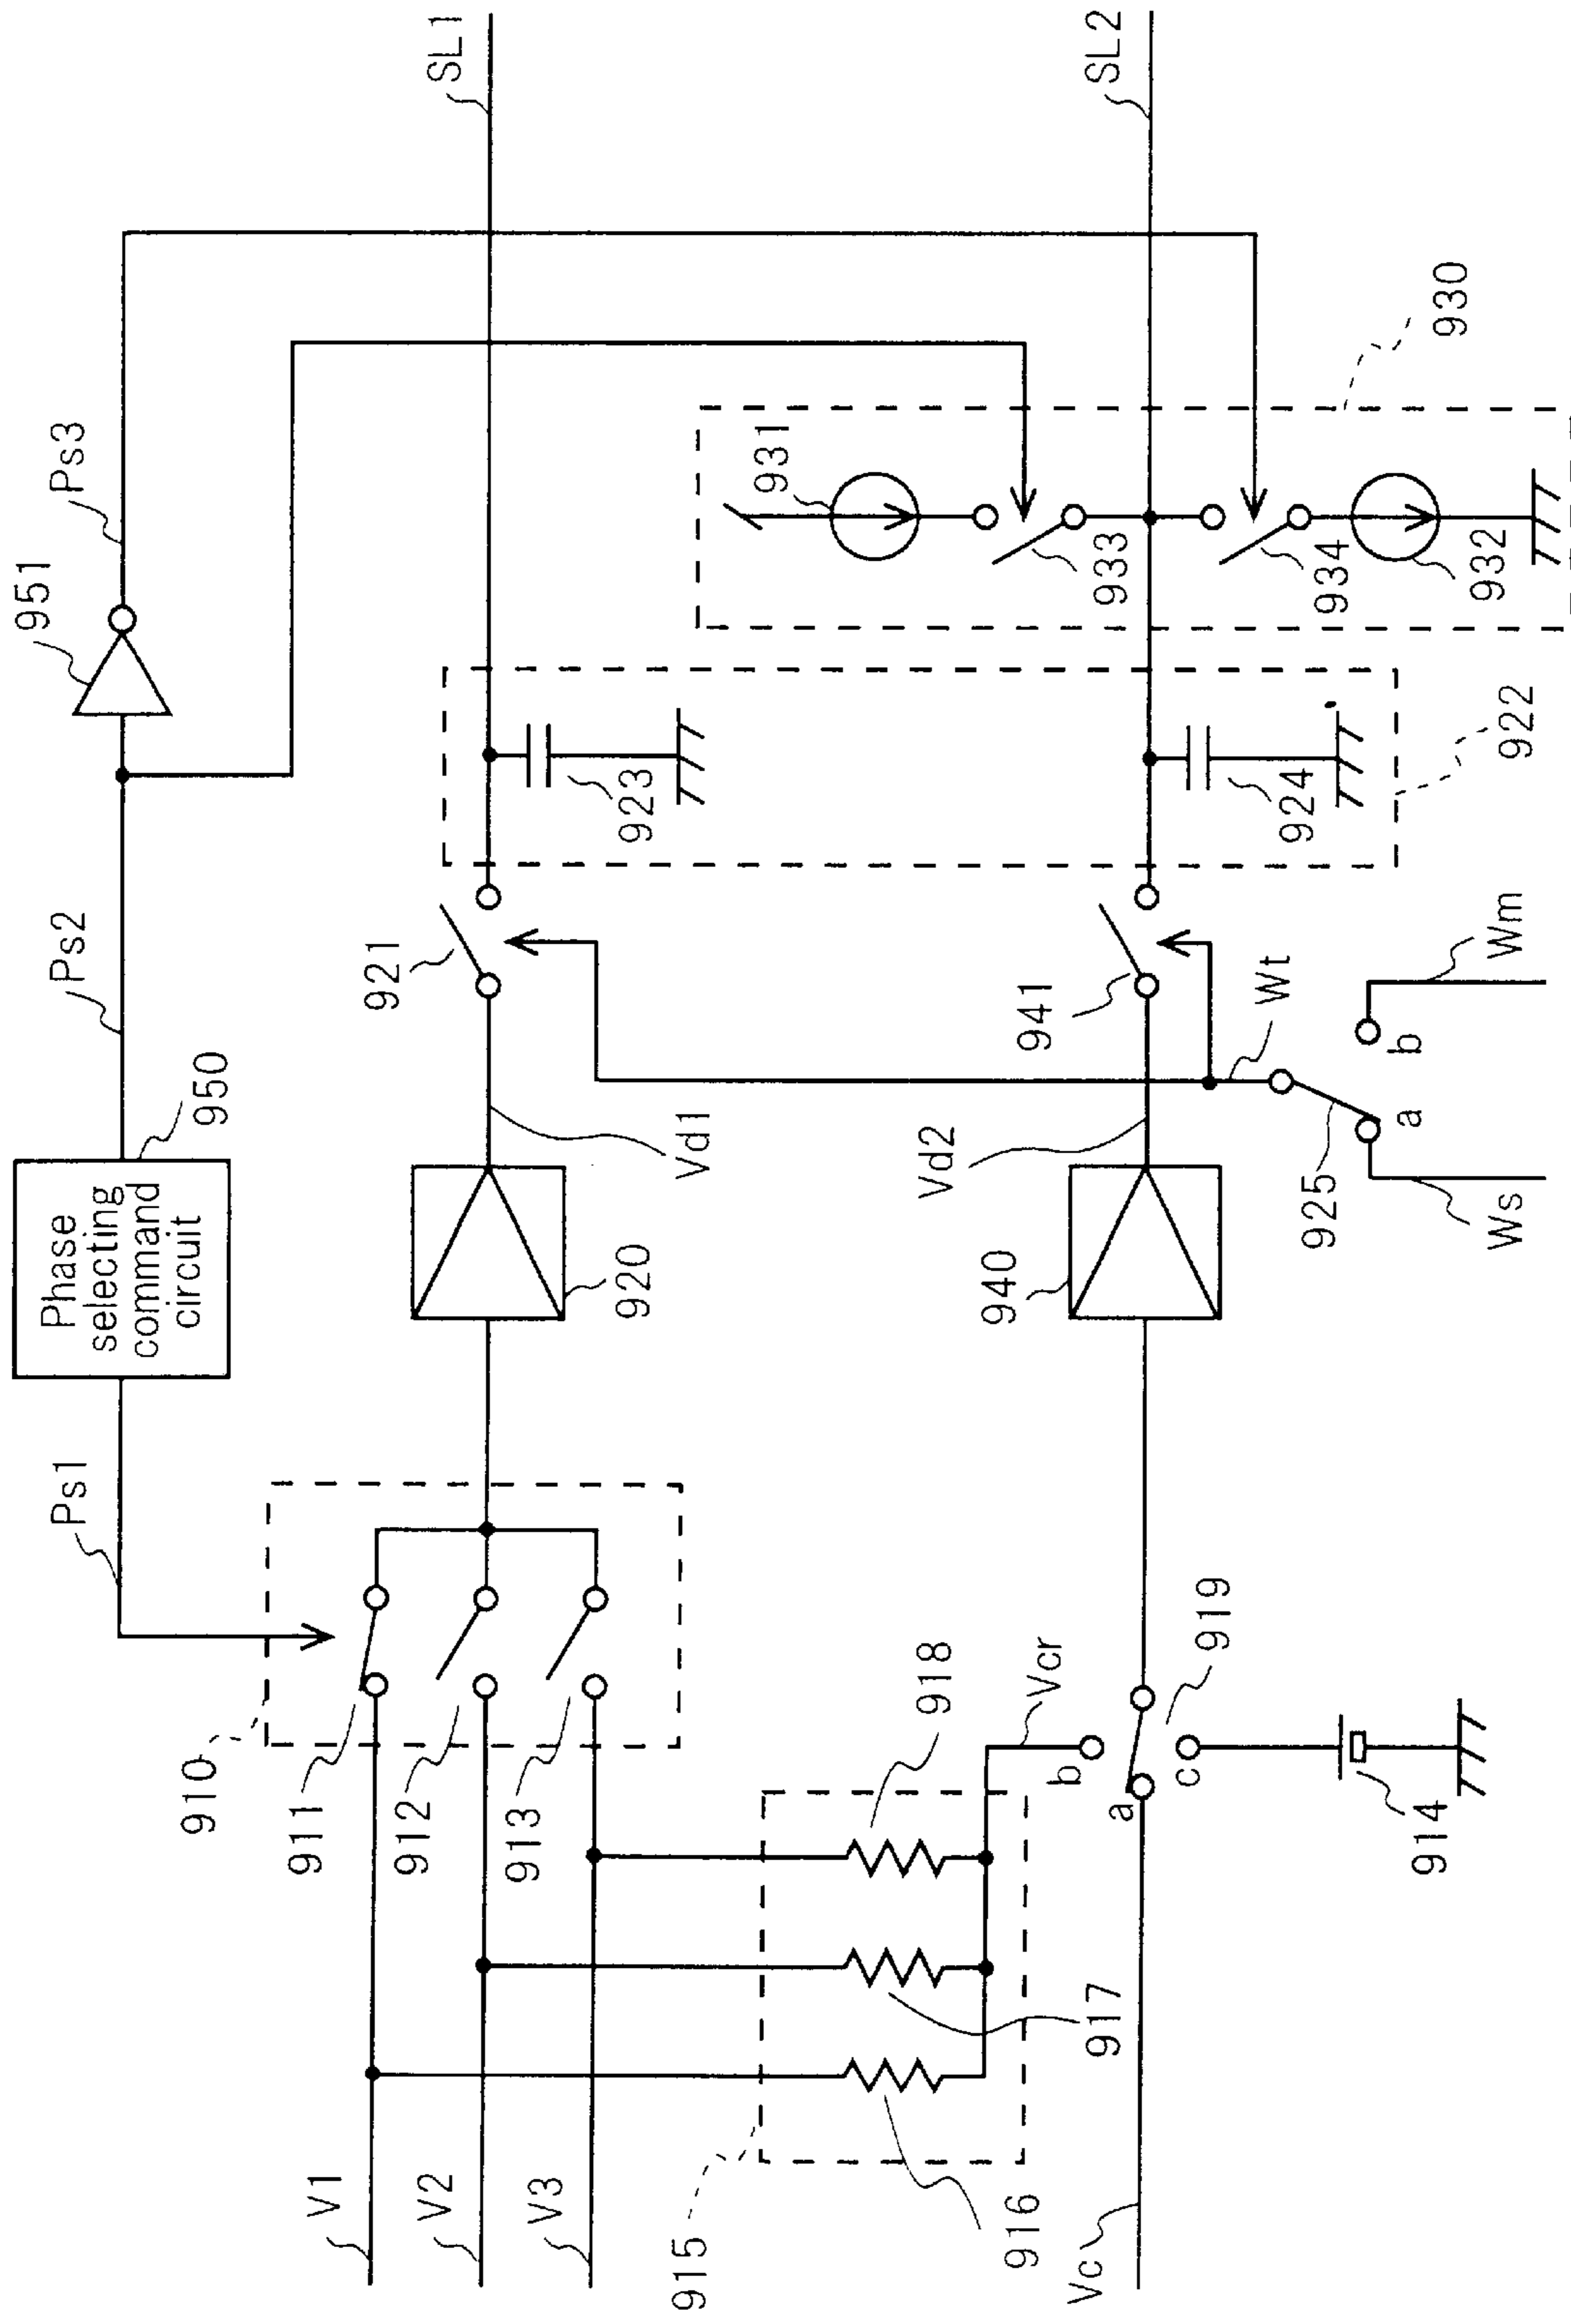 Phase
selecting
command
circuit
950
Ps1
Ps2
951
Ps3
SL1
910
911
912
913
V1
V2
V3
920
Vd1
921
923
922
915
916
917
918
Vcr
Vc
a
b
c
919
914
940
Vd2
941
924
Wt
925
a
b
Ws
Wm
931
933
934
932
930
SL2